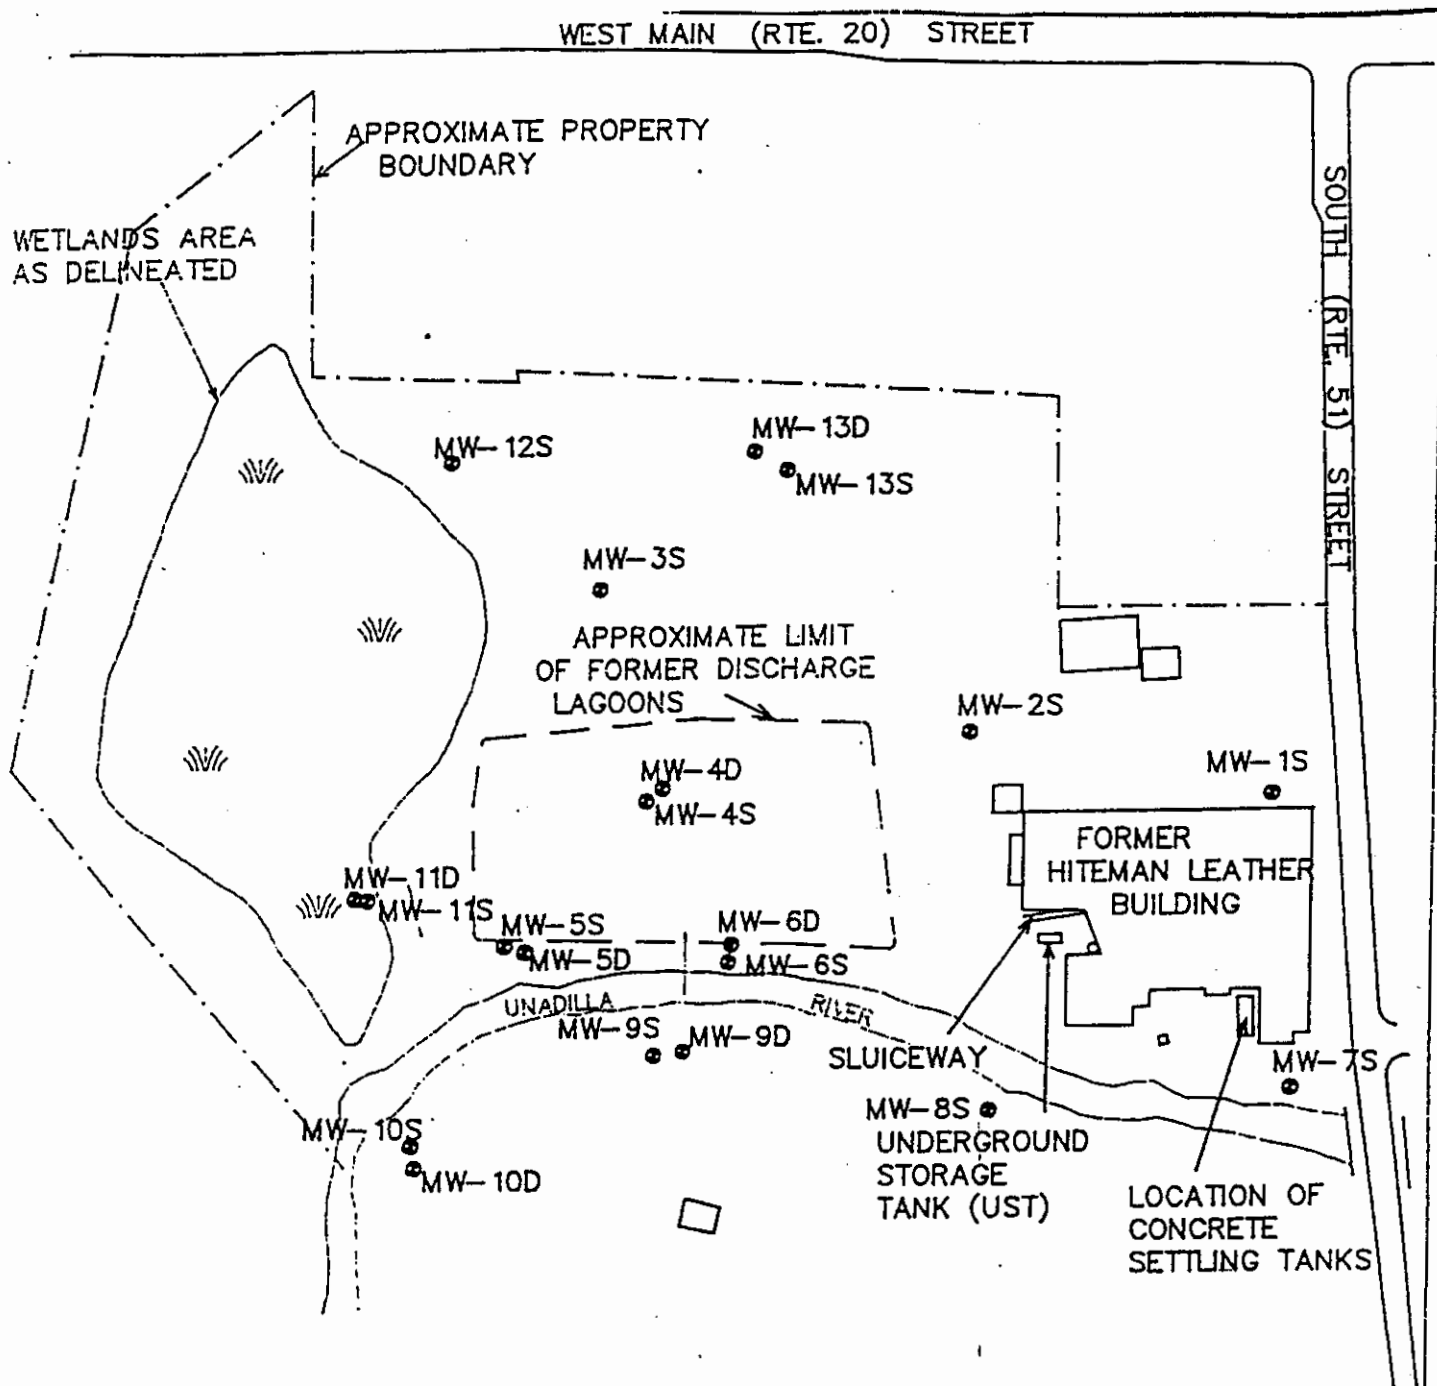 WEST MAIN (RTE. 20) STREET
APPROXIMATE PROPERTY
BOUNDARY
SOUTH (RTE. 51) STREET
WETLANDS AREA
AS DELINEATED
MW-13D
MW-12S
MW-13S
MW-3S
APPROXIMATE LIMIT
OF FORMER DISCHARGE
LAGOONS
MW-2S
MW-1S
MW-4D
MW-4S
FORMER
HITEMAN LEATHER
BUILDING
MW-11D
MW-11S
MW-5S
MW-5D
MW-6D
MW-6S
UNADILLA RIVER
MW-9S
MW-9D
SLUICEWAY
MW-7S
MW-8S
MW-10S
MW-10D
UNDERGROUND
STORAGE
TANK (UST)
LOCATION OF
CONCRETE
SETTLING TANKS